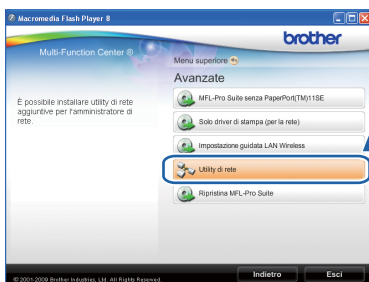 Macromedia Flash Player 8
brother
Multi-Function Center ®
Menu superiore
Avanzate
È possibile installare utility di rete
aggiuntive per l'amministratore di
rete.
MFL-Pro Suite senza PaperPort(TM)11SE
Solo driver di stampa (per la rete)
Impostazione guidata LAN Wireless
Utility di rete
Ripristina MFL-Pro Suite
Indietro
Esci
© 2001-2009 Brother Industries, Ltd. All Rights Reserved.